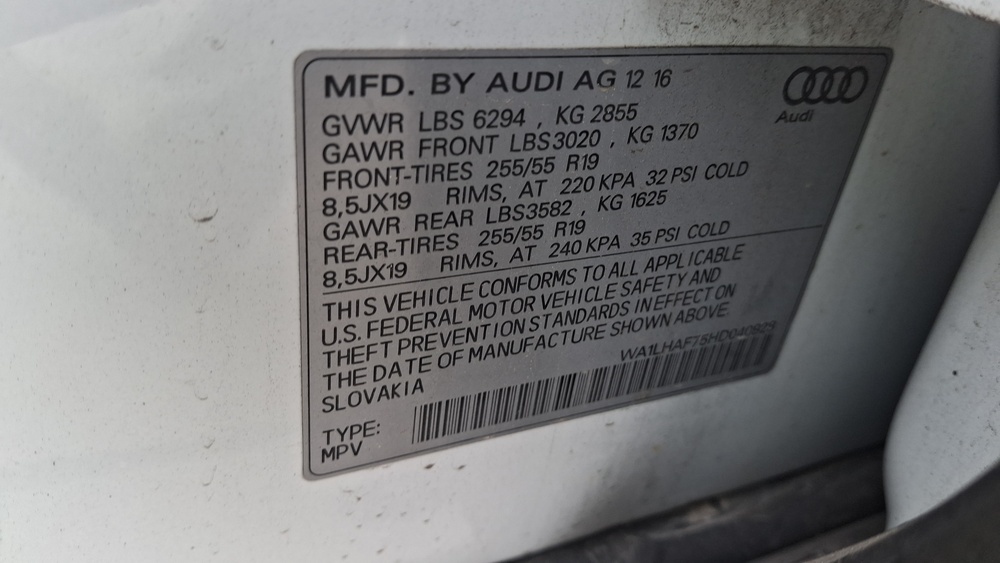 MFD. BY AUDI AG 12 16
Audi
GVWR LBS 6294 , KG 2855
GAWR FRONT LBS3020 , KG 1370
FRONT-TIRES 255/55 R19
8,5JX19 RIMS, AT 220 KPA 32 PSI COLD
GAWR REAR LBS3582 , KG 1625
REAR-TIRES 255/55 R19
8,5JX19 RIMS, AT 240 KPA 35 PSI COLD
THIS VEHICLE CONFORMS TO ALL APPLICABLE
U.S. FEDERAL MOTOR VEHICLE SAFETY AND
THEFT PREVENTION STANDARDS IN EFFECT ON
THE DATE OF MANUFACTURE SHOWN ABOVE.
SLOVAKIA
WA1LHAF75HD040929
TYPE:
MPV